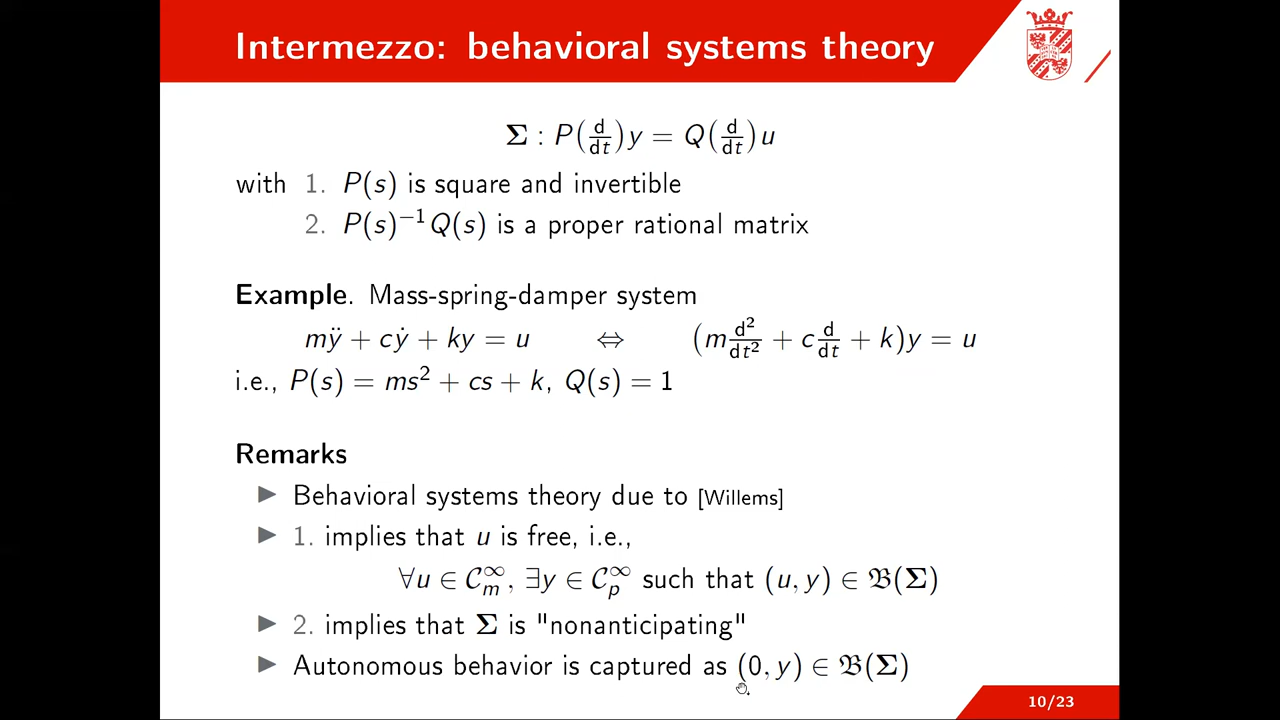 Intermezzo: behavioral systems theory
Σ : P(d/dt)y = Q(d/dt)u
with 1. P(s) is square and invertible
2. P(s)⁻¹Q(s) is a proper rational matrix
Example. Mass-spring-damper system
mÿ + cẏ + ky = u ⇔ (m d²/dt² + c d/dt + k)y = u
i.e., P(s) = ms² + cs + k, Q(s) = 1
Remarks
▶ Behavioral systems theory due to [Willems]
▶ 1. implies that u is free, i.e.,
∀u ∈ 𝒞_m^∞, ∃y ∈ 𝒞_p^∞ such that (u, y) ∈ 𝔅(Σ)
▶ 2. implies that Σ is "nonanticipating"
▶ Autonomous behavior is captured as (0, y) ∈ 𝔅(Σ)
10/23